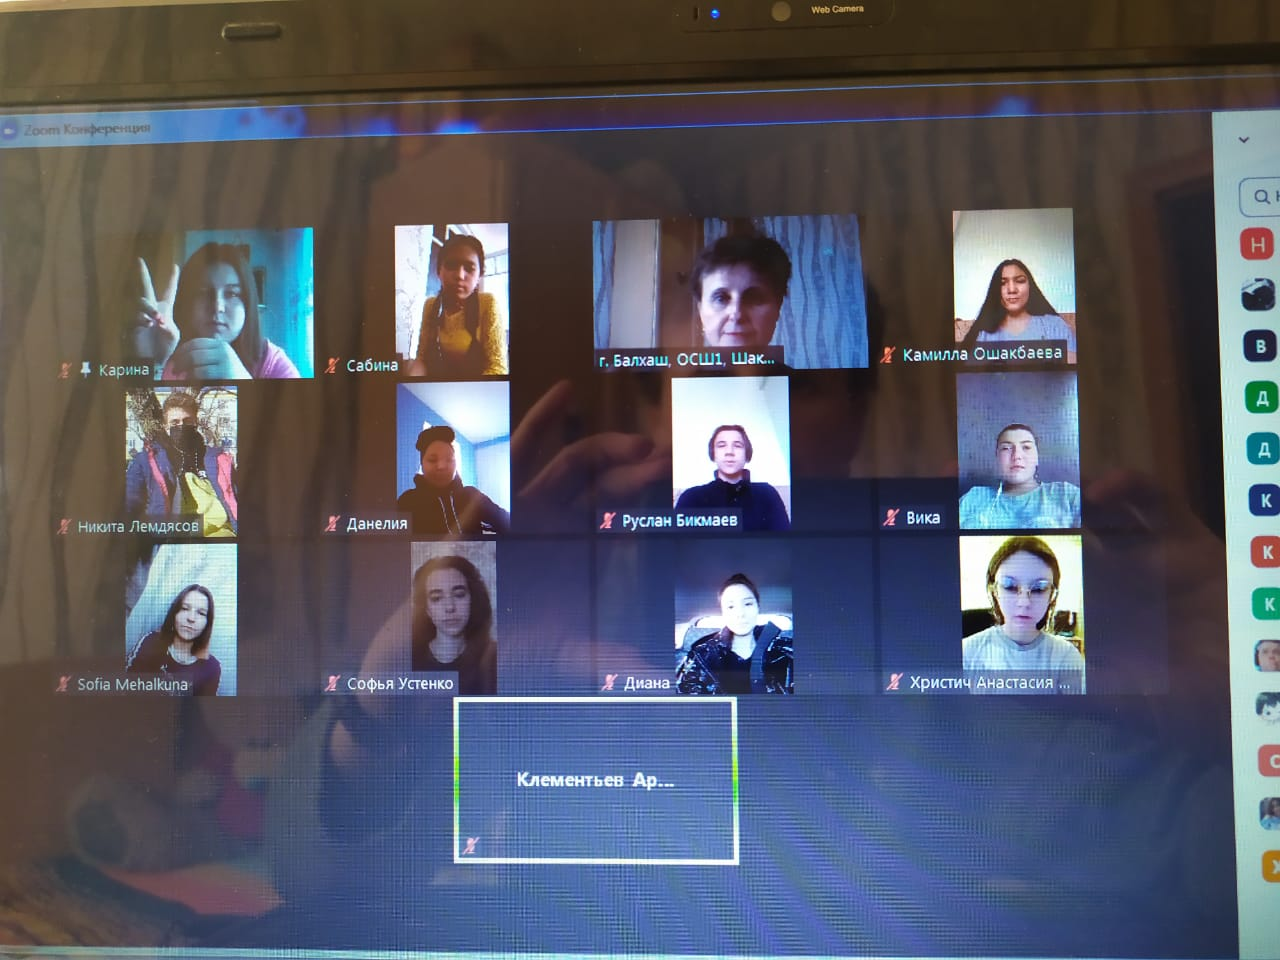 Web Camera
Zoom Конференция
Карина
Сабина
г. Балхаш, ОСШ1, Шак...
Камилла Ошакбаева
Никита Лемдясов
Данелия
Руслан Бикмаев
Вика
Sofia Mehalkuna
Софья Устенко
Диана
Христич Анастасия ...
Клементьев Ар...
Н
В
Д
Д
К
К
К